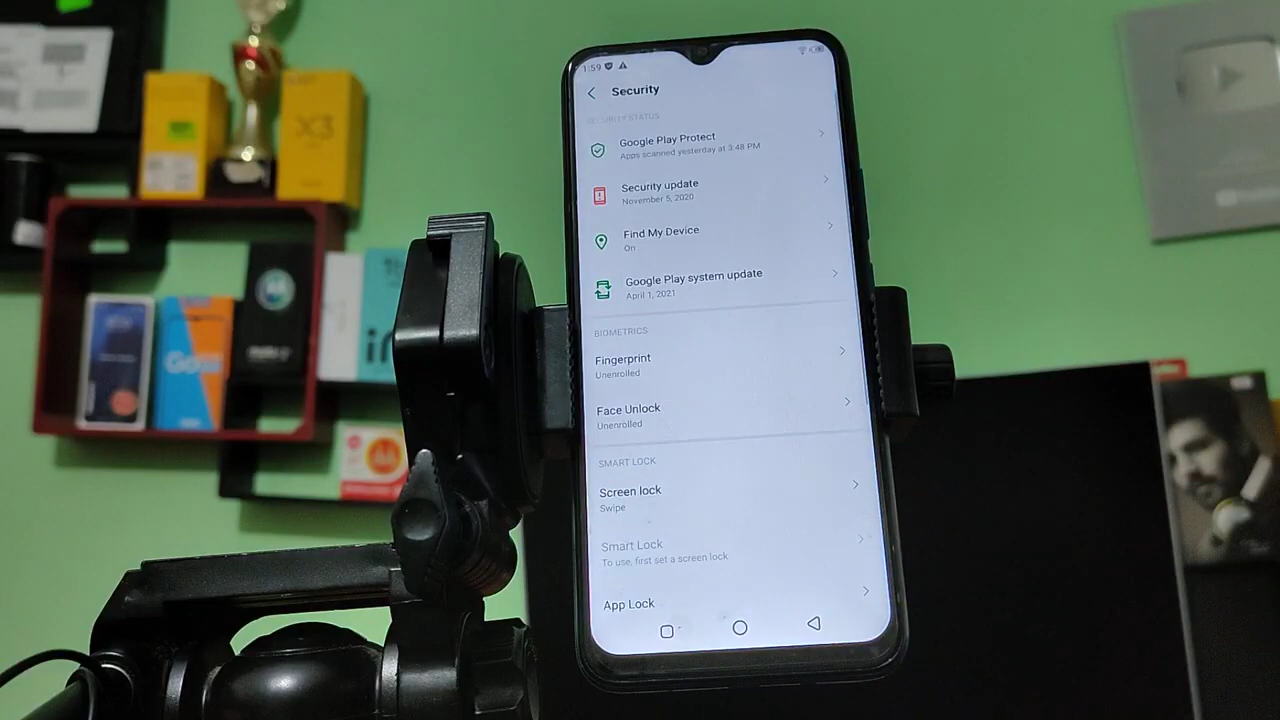 1:59
Security
SECURITY STATUS
Google Play Protect
Apps scanned yesterday at 3:48 PM
Security update
November 5, 2020
Find My Device
On
Google Play system update
April 1, 2021
BIOMETRICS
Fingerprint
Unenrolled
Face Unlock
Unenrolled
SMART LOCK
Screen lock
Swipe
Smart Lock
To use, first set a screen lock
App Lock
X3